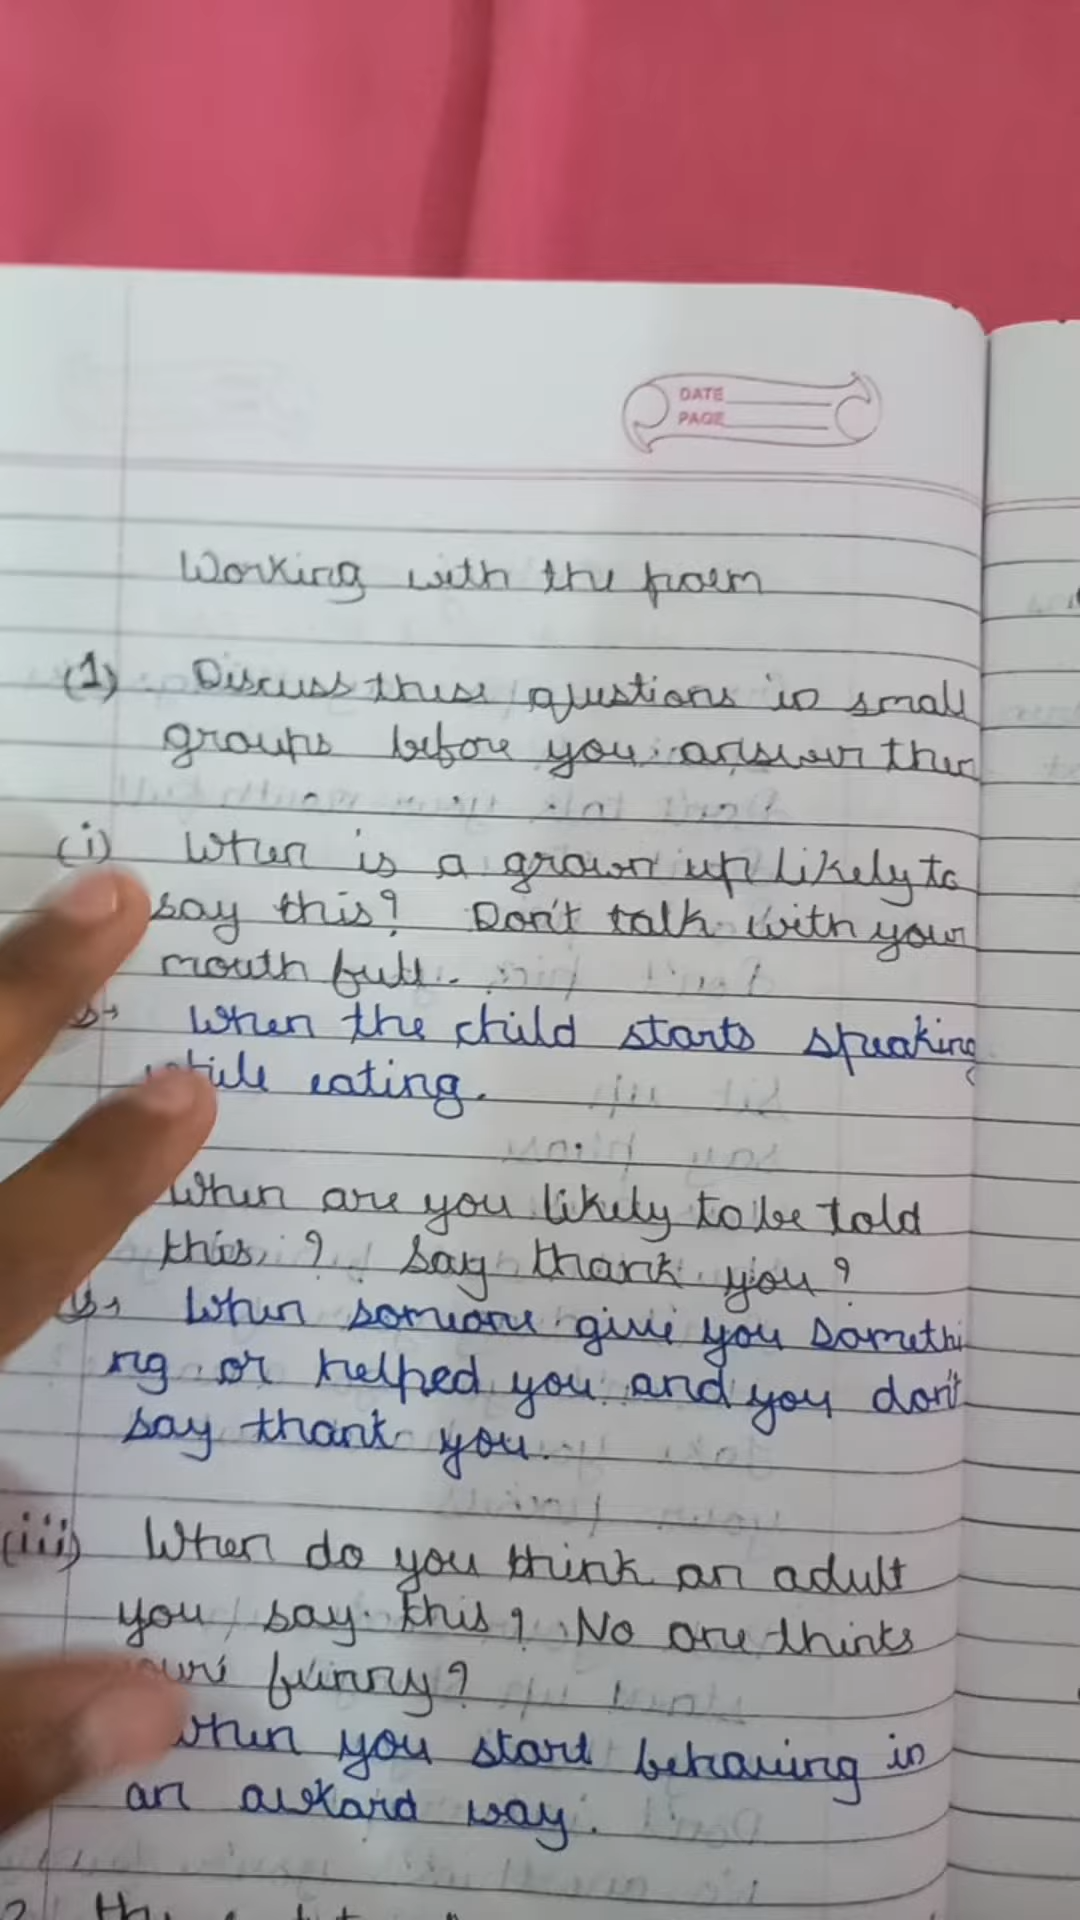 DATE
PAGE
Working with the poem
(1) Discuss these questions in small
groups before you answer them
(i) When is a grown up likely to
say this? Don't talk with your
mouth full.
When the child starts speaking
while eating.
When are you likely to be told
this? Say thank you?
When someone give you somethi
ng or helped you and you don't
say thank you.
(iii) When do you think an adult
you say this? No one thinks
funny?
When you start behaving in
an awkard way.